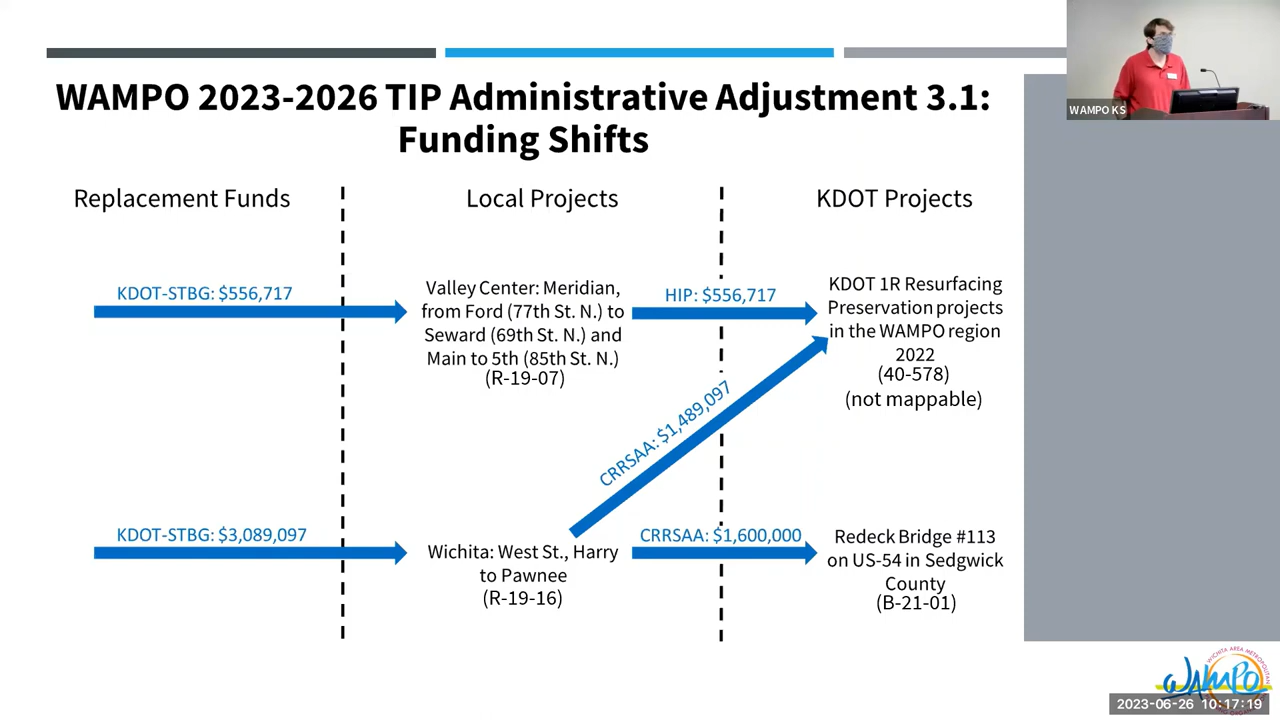 WAMPO 2023-2026 TIP Administrative Adjustment 3.1:
Funding Shifts
WAMPO KS
Replacement Funds
Local Projects
KDOT Projects
KDOT-STBG: $556,717
Valley Center: Meridian,
from Ford (77th St. N.) to
Seward (69th St. N.) and
Main to 5th (85th St. N.)
(R-19-07)
HIP: $556,717
KDOT 1R Resurfacing
Preservation projects
in the WAMPO region
2022
(40-578)
(not mappable)
CRRSAA: $1,489,097
KDOT-STBG: $3,089,097
Wichita: West St., Harry
to Pawnee
(R-19-16)
CRRSAA: $1,600,000
Redeck Bridge #113
on US-54 in Sedgwick
County
(B-21-01)
WICHITA AREA METROPOLITAN
WAMPO
2023-06-26 10:17:19